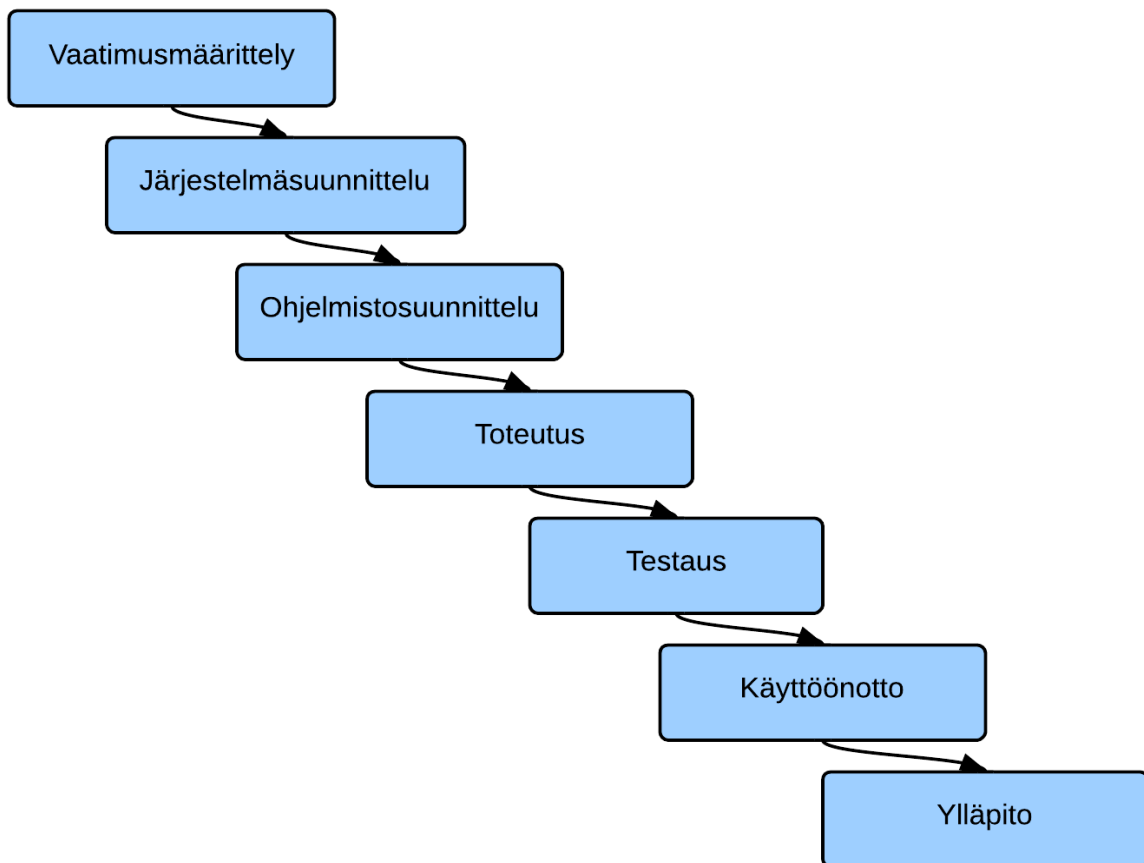 Vaatimusmäärittely
Järjestelmäsuunnittelu
Ohjelmistosuunnittelu
Toteutus
Testaus
Käyttöönotto
Ylläpito